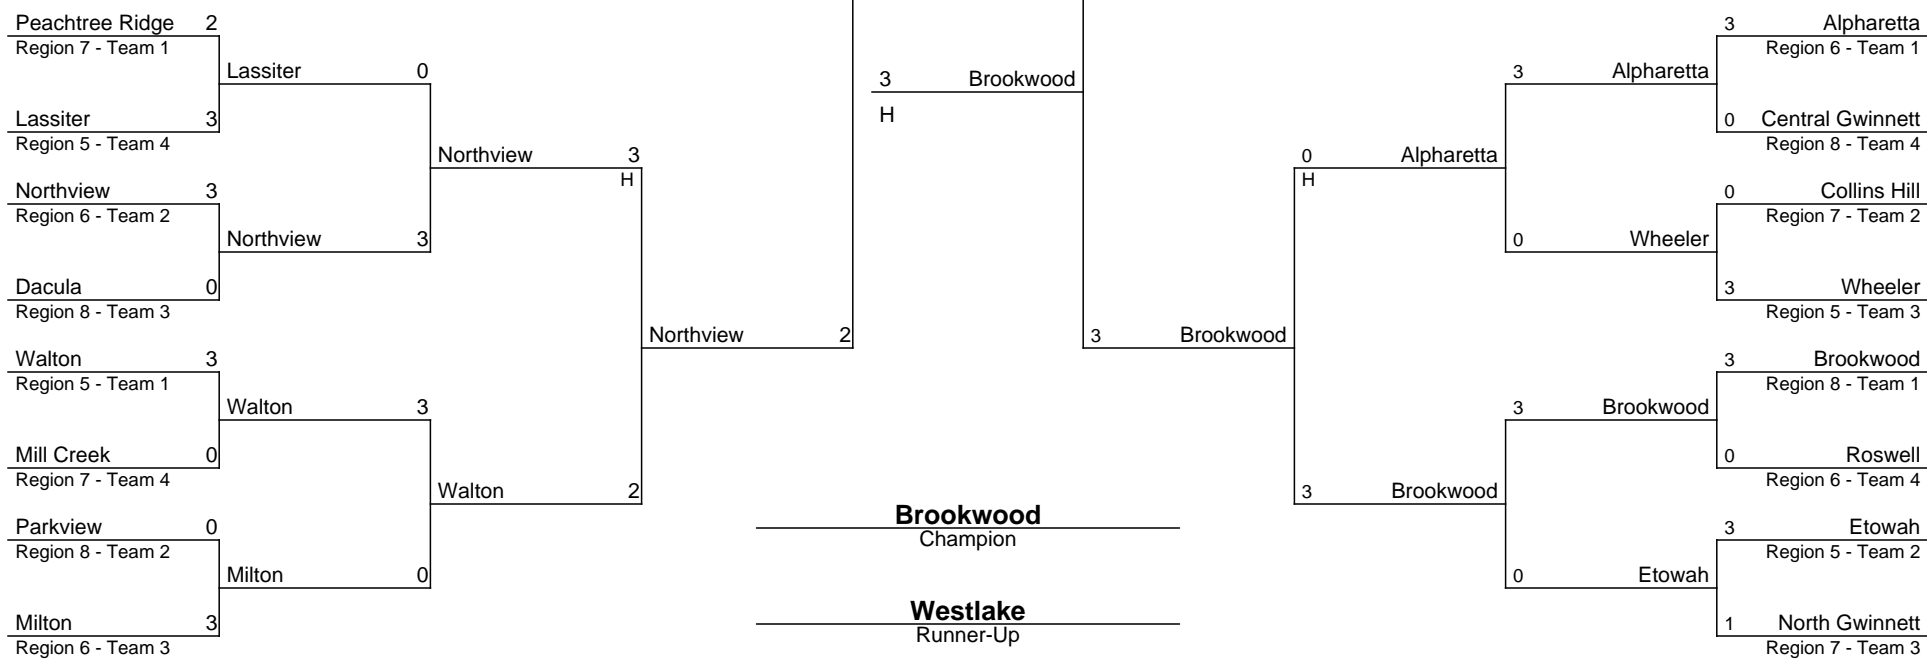 Peachtree Ridge 2
Region 7 - Team 1
Lassiter 0
Lassiter 3
Region 5 - Team 4
Northview 3
H
Northview 3
Region 6 - Team 2
Northview 3
Dacula 0
Region 8 - Team 3
Northview 2
Walton 3
Region 5 - Team 1
Walton 3
Mill Creek 0
Region 7 - Team 4
Walton 2
Parkview 0
Region 8 - Team 2
Milton 0
Milton 3
Region 6 - Team 3
3 Brookwood
H
Brookwood
Champion
Westlake
Runner-Up
3 Alpharetta
Region 6 - Team 1
3 Alpharetta
0 Central Gwinnett
Region 8 - Team 4
0 Alpharetta
H
0 Collins Hill
Region 7 - Team 2
0 Wheeler
3 Wheeler
Region 5 - Team 3
3 Brookwood
3 Brookwood
Region 8 - Team 1
3 Brookwood
0 Roswell
Region 6 - Team 4
3 Brookwood
3 Etowah
Region 5 - Team 2
0 Etowah
1 North Gwinnett
Region 7 - Team 3